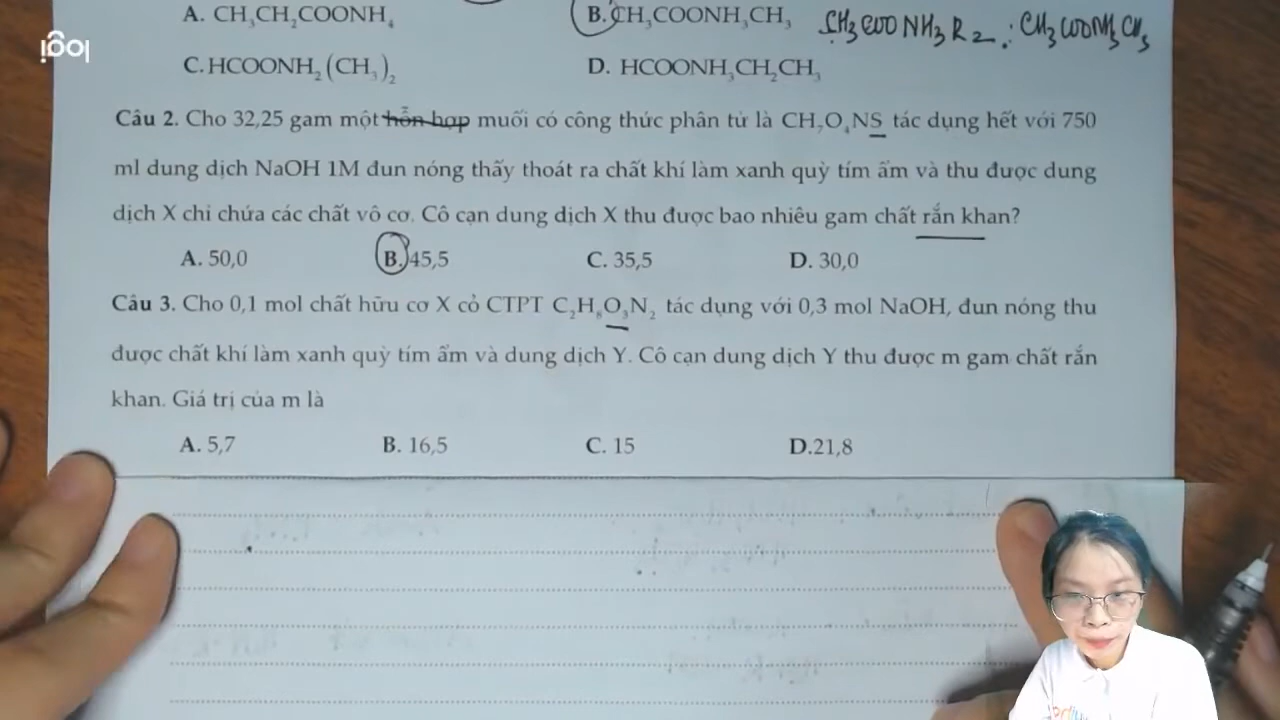 A. CH₃CH₂COONH₄
B. CH₃COONH₃CH₃
CH₃COONH₃R₂ : CH₃COONH₃CH₃
C. HCOONH₂(CH₃)₂
D. HCOONH₃CH₂CH₃
Câu 2. Cho 32,25 gam một hỗn hợp muối có công thức phân tử là CH₇O₄NS tác dụng hết với 750
ml dung dịch NaOH 1M đun nóng thấy thoát ra chất khí làm xanh quỳ tím ẩm và thu được dung
dịch X chỉ chứa các chất vô cơ. Cô cạn dung dịch X thu được bao nhiêu gam chất rắn khan?
A. 50,0
B. 45,5
C. 35,5
D. 30,0
Câu 3. Cho 0,1 mol chất hữu cơ X có CTPT C₂H₈O₃N₂ tác dụng với 0,3 mol NaOH, đun nóng thu
được chất khí làm xanh quỳ tím ẩm và dung dịch Y. Cô cạn dung dịch Y thu được m gam chất rắn
khan. Giá trị của m là
A. 5,7
B. 16,5
C. 15
D.21,8